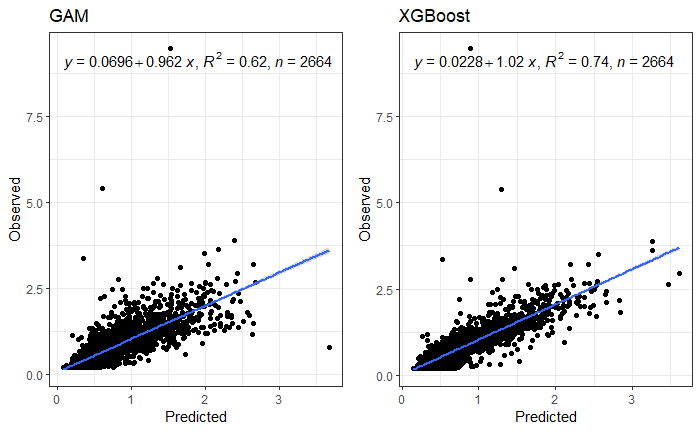 GAM
y = 0.0696 + 0.962 x, R² = 0.62, n = 2664
7.5
5.0
2.5
0.0
Observed
0 1 2 3
Predicted
XGBoost
y = 0.0228 + 1.02 x, R² = 0.74, n = 2664
7.5
5.0
2.5
0.0
Observed
0 1 2 3
Predicted